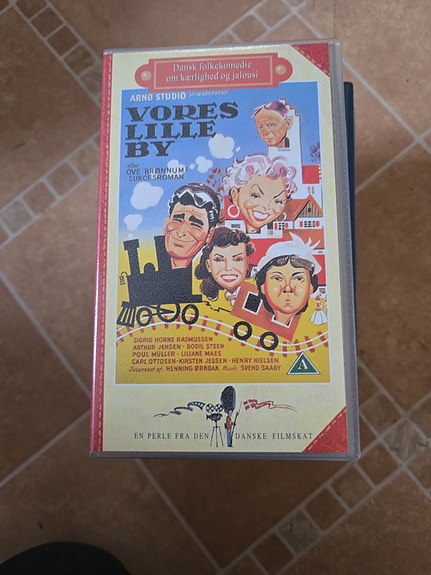 Dansk folkekomedie
om kærlighed og jalousi
ARNØ STUDIO præsenterer
VORES
LILLE
BY
efter
OVE BRØNNUM
SUKCESROMAN
SIGRID HORNE RASMUSSEN
ARTHUR JENSEN · BODIL STEEN
POUL MÜLLER · LILIANE MAES
CARL OTTOSEN · KIRSTEN JESSEN · HENRY NIELSEN
Iscenesat af: HENNING ØRNBAK Musik: SVEND SAABY
A
EN PERLE FRA DEN DANSKE FILMSKAT